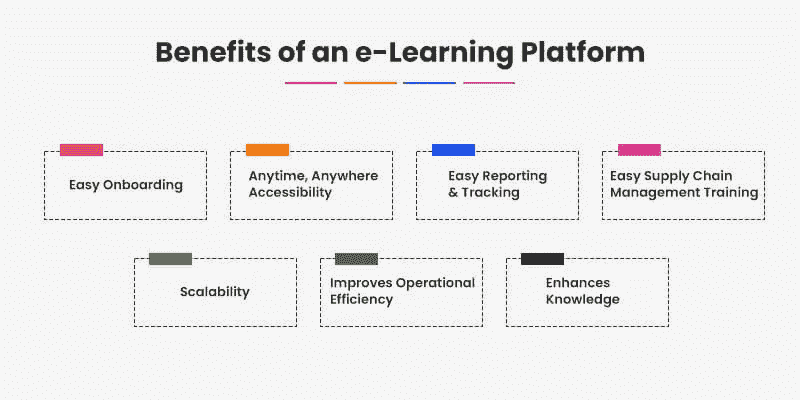 Benefits of an e-Learning Platform
Easy Onboarding
Anytime, Anywhere
Accessibility
Easy Reporting
& Tracking
Easy Supply Chain
Management Training
Scalability
Improves Operational
Efficiency
Enhances
Knowledge